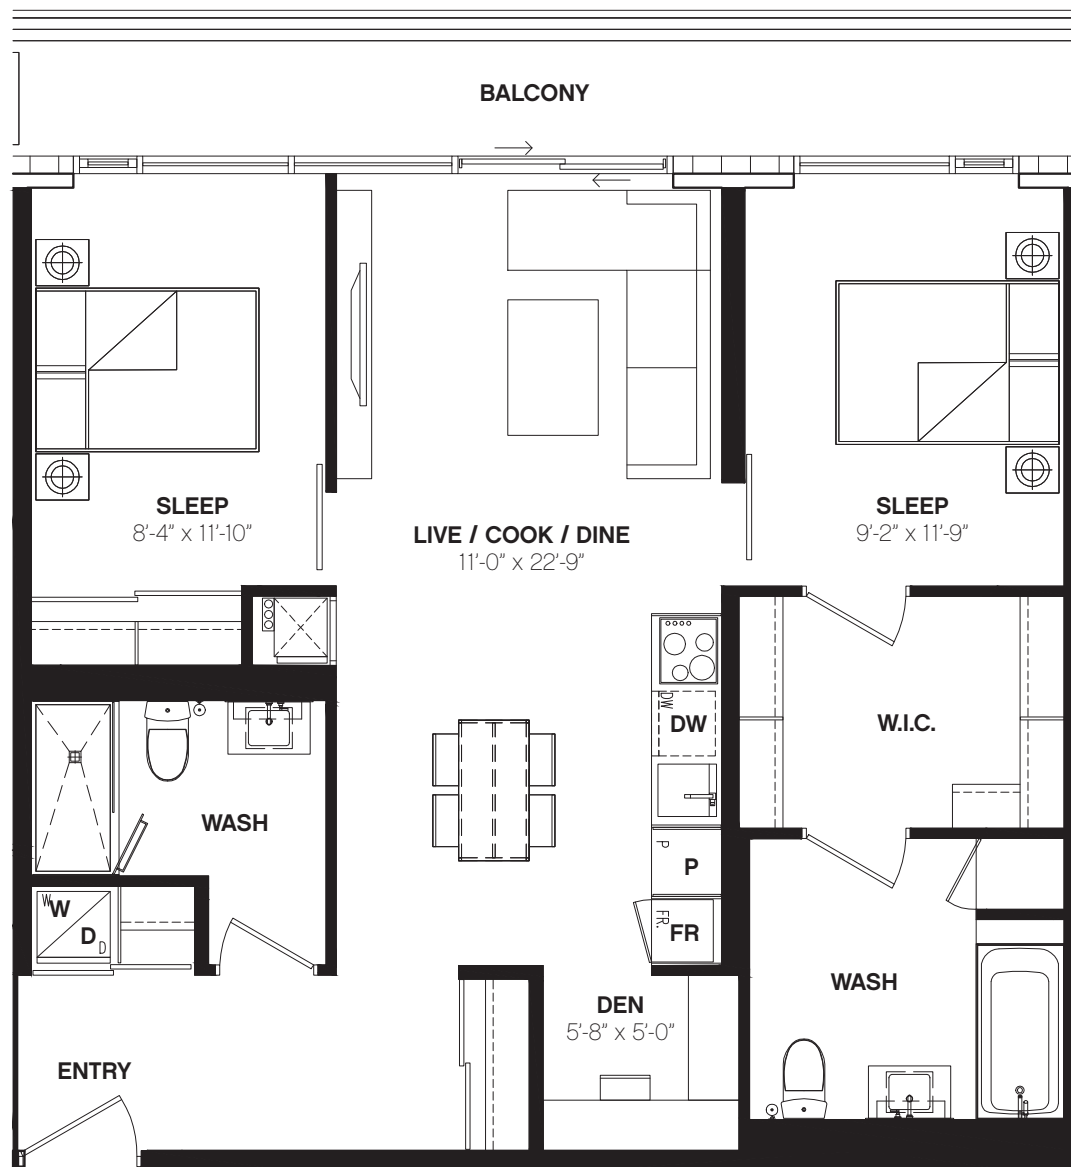 BALCONY
SLEEP
8'-4" x 11'-10"
LIVE / COOK / DINE
11'-0" x 22'-9"
SLEEP
9'-2" x 11'-9"
DW
DW
W.I.C.
WASH
P
P
W
W
D
D
FR.
FR
WASH
DEN
5'-8" x 5'-0"
ENTRY